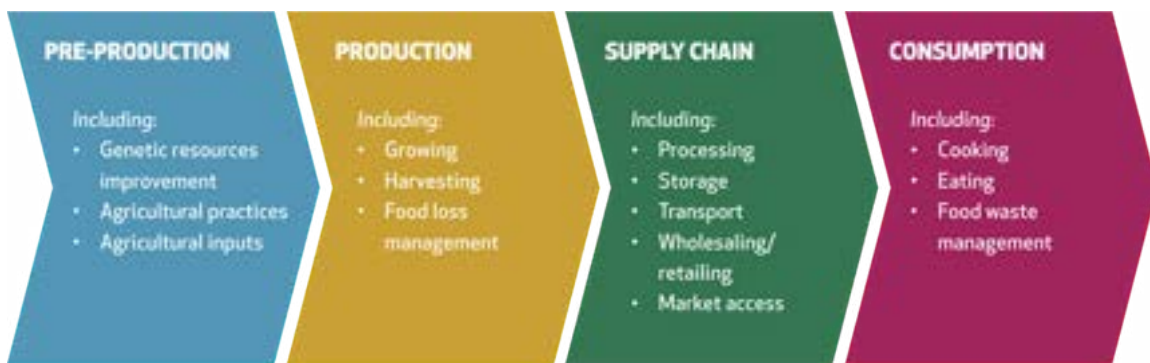 PRE-PRODUCTION
Including:
• Genetic resources
improvement
• Agricultural practices
• Agricultural inputs
PRODUCTION
Including:
• Growing
• Harvesting
• Food loss
management
SUPPLY CHAIN
Including:
• Processing
• Storage
• Transport
• Wholesaling/
retailing
• Market access
CONSUMPTION
Including:
• Cooking
• Eating
• Food waste
management